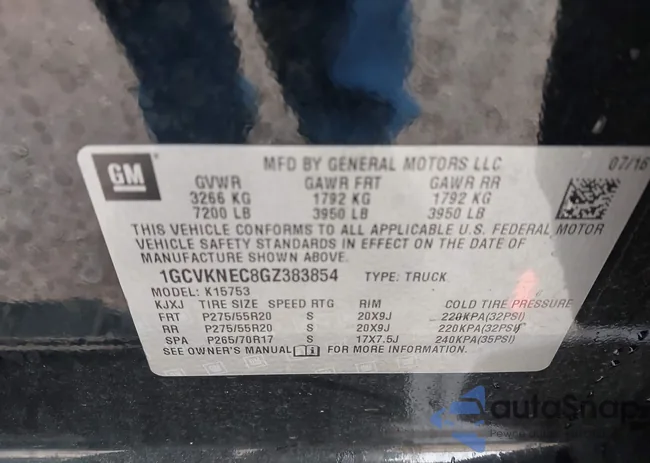 GM
MFD BY GENERAL MOTORS LLC 07/16
GVWR GAWR FRT GAWR RR
3266 KG 1792 KG 1792 KG
7200 LB 3950 LB 3950 LB
THIS VEHICLE CONFORMS TO ALL APPLICABLE U.S. FEDERAL MOTOR
VEHICLE SAFETY STANDARDS IN EFFECT ON THE DATE OF
MANUFACTURE SHOWN ABOVE.
1GCVKNEC8GZ383854 TYPE: TRUCK
MODEL: K15753
KJXJ TIRE SIZE SPEED RTG RIM COLD TIRE PRESSURE
FRT P275/55R20 S 20X9J 220KPA(32PSI)
RR P275/55R20 S 20X9J 220KPA(32PSI)
SPA P265/70R17 S 17X7.5J 240KPA(35PSI)
SEE OWNER'S MANUAL FOR MORE INFORMATION.
autoSnap